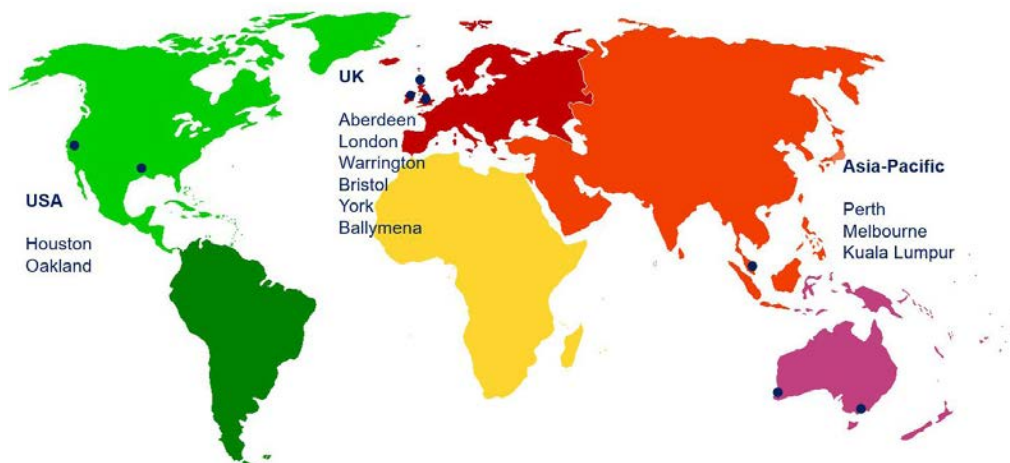 USA
Houston
Oakland
UK
Aberdeen
London
Warrington
Bristol
York
Ballymena
Asia-Pacific
Perth
Melbourne
Kuala Lumpur